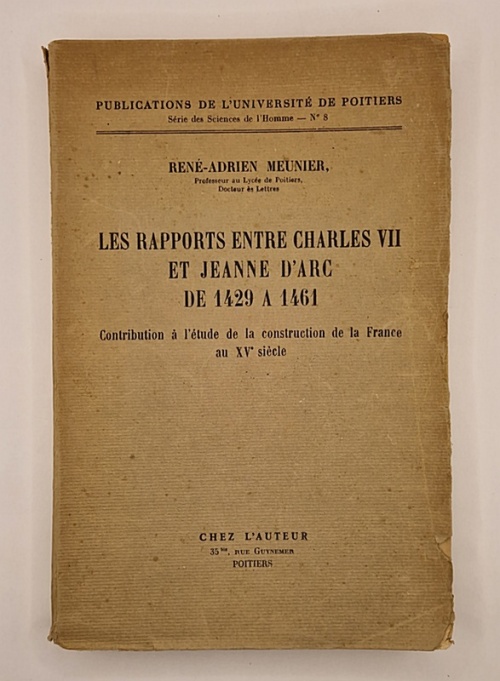 PUBLICATIONS DE L'UNIVERSITÉ DE POITIERS
Série des Sciences de l'Homme — N° 8
RENÉ-ADRIEN MEUNIER,
Professeur au Lycée de Poitiers,
Docteur ès Lettres
LES RAPPORTS ENTRE CHARLES VII
ET JEANNE D'ARC
DE 1429 A 1461
Contribution à l'étude de la construction de la France
au XVe siècle
CHEZ L'AUTEUR
35 bis, RUE GUYNEMER
POITIERS